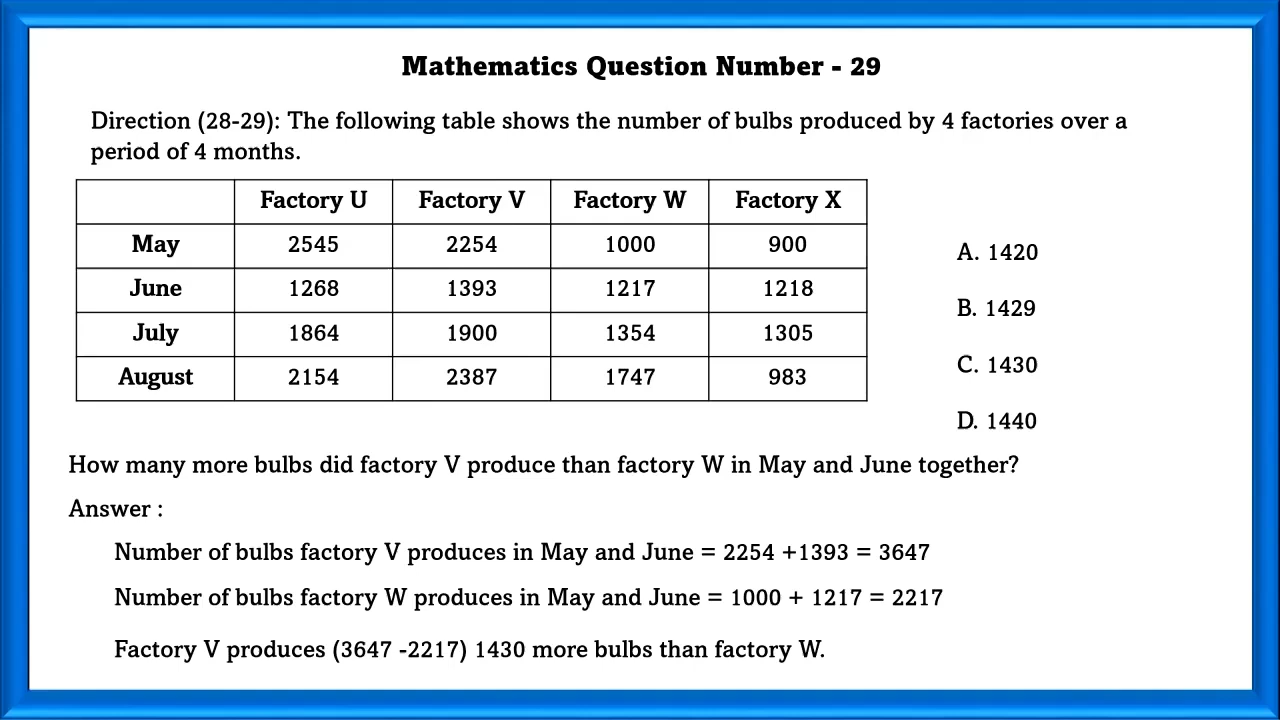 Mathematics Question Number - 29
Direction (28-29): The following table shows the number of bulbs produced by 4 factories over a
period of 4 months.
Factory U Factory V Factory W Factory X
May 2545 2254 1000 900
June 1268 1393 1217 1218
July 1864 1900 1354 1305
August 2154 2387 1747 983
A. 1420
B. 1429
C. 1430
D. 1440
How many more bulbs did factory V produce than factory W in May and June together?
Answer :
Number of bulbs factory V produces in May and June = 2254 +1393 = 3647
Number of bulbs factory W produces in May and June = 1000 + 1217 = 2217
Factory V produces (3647 -2217) 1430 more bulbs than factory W.